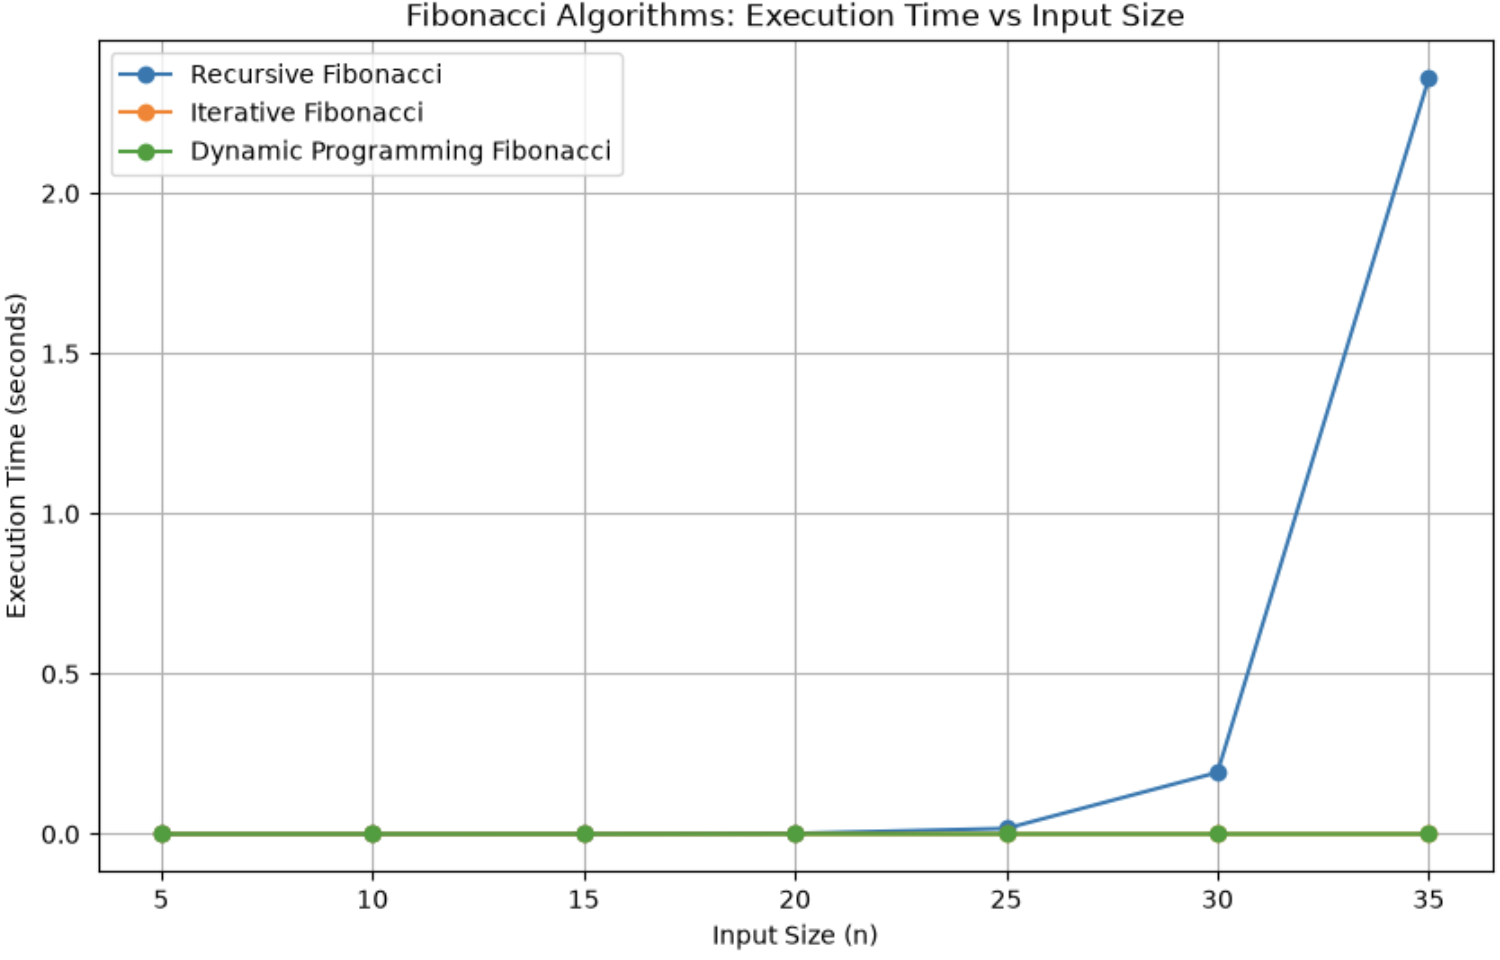 Fibonacci Algorithms: Execution Time vs Input Size
Recursive Fibonacci
Iterative Fibonacci
Dynamic Programming Fibonacci
Execution Time (seconds)
2.0
1.5
1.0
0.5
0.0
5 10 15 20 25 30 35
Input Size (n)